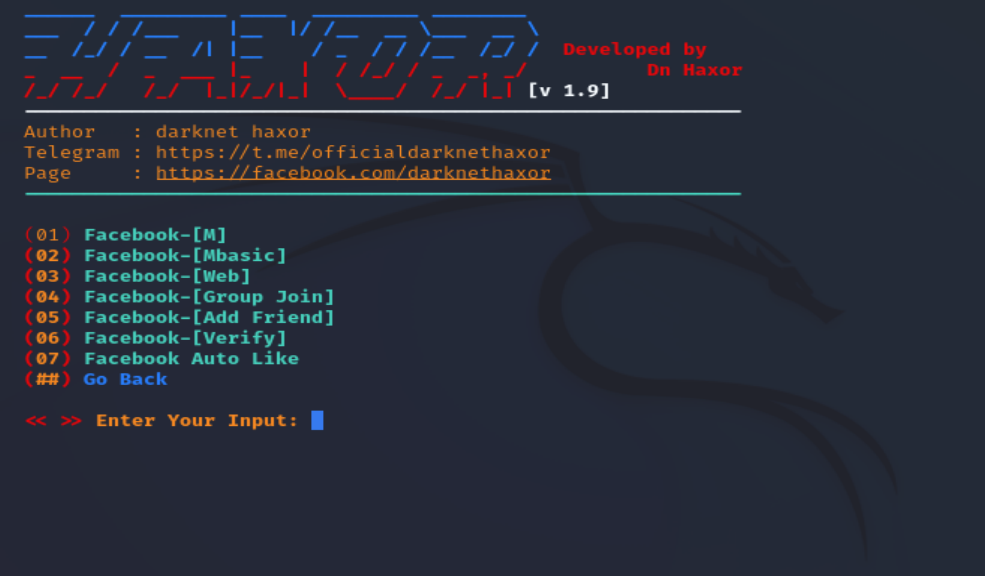 HAXOR
Developed by
Dn Haxor
[v 1.9]
Author : darknet haxor
Telegram : https://t.me/officialdarknethaxor
Page : https://facebook.com/darknethaxor
(01) Facebook-[M]
(02) Facebook-[Mbasic]
(03) Facebook-[Web]
(04) Facebook-[Group Join]
(05) Facebook-[Add Friend]
(06) Facebook-[Verify]
(07) Facebook Auto Like
(##) Go Back
<< >> Enter Your Input: